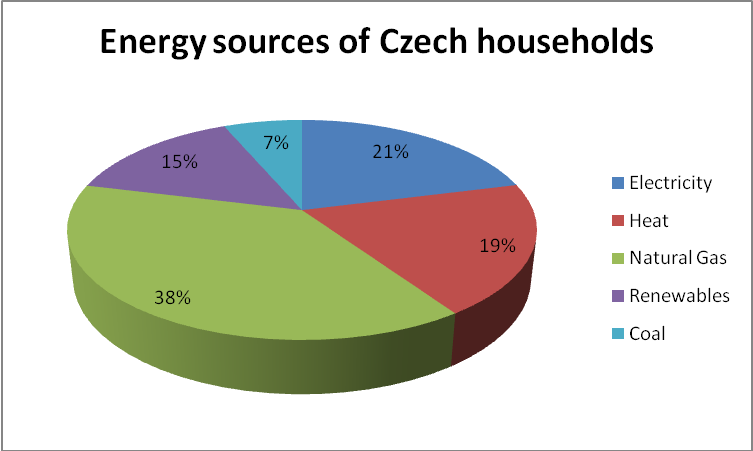 Energy sources of Czech households
7%
21%
15%
19%
38%
Electricity
Heat
Natural Gas
Renewables
Coal